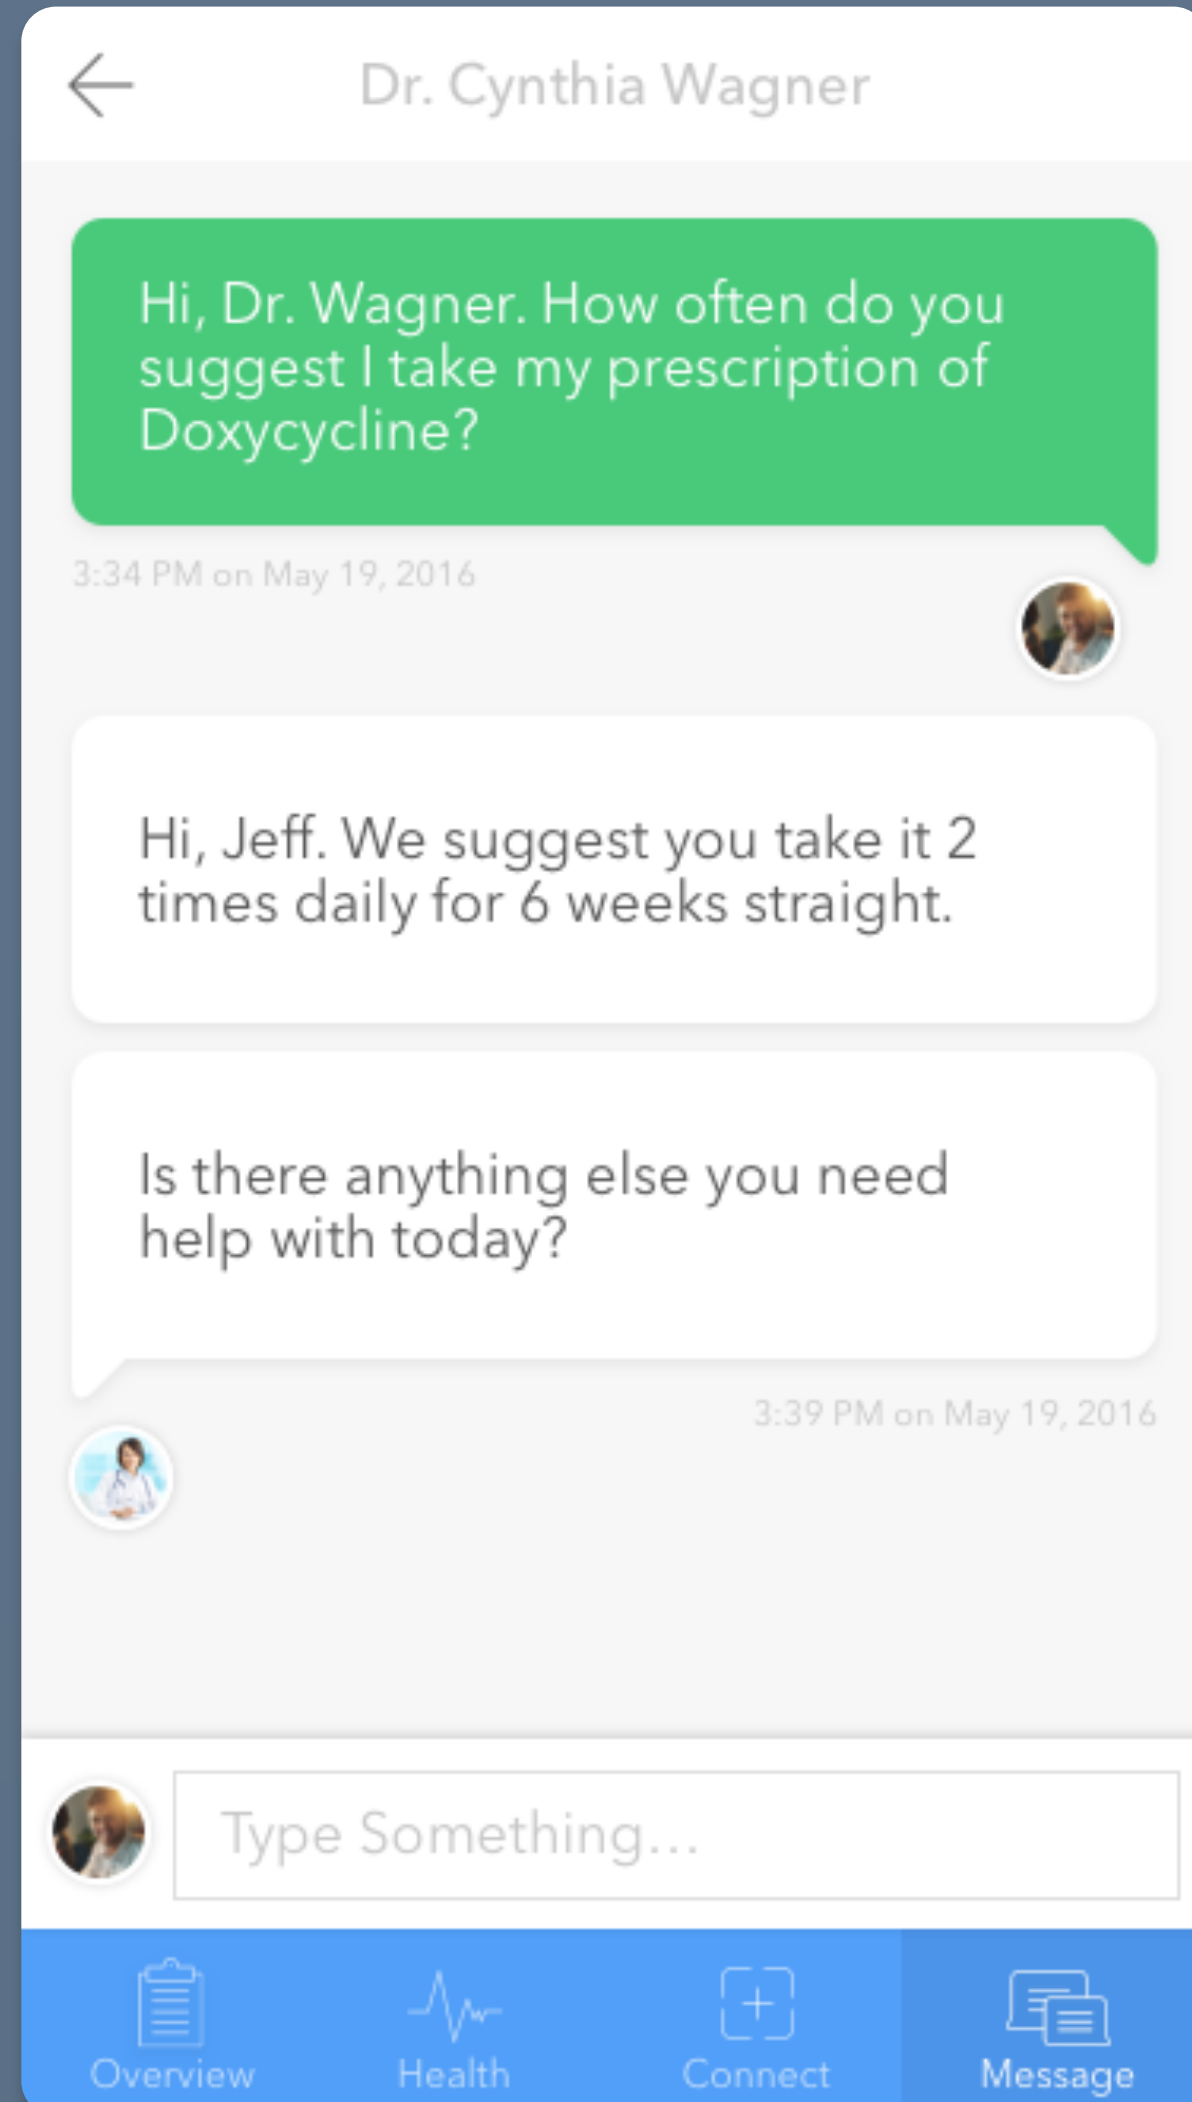 Dr. Cynthia Wagner
Hi, Dr. Wagner. How often do you
suggest I take my prescription of
Doxycycline?
3:34 PM on May 19, 2016
Hi, Jeff. We suggest you take it 2
times daily for 6 weeks straight.
Is there anything else you need
help with today?
3:39 PM on May 19, 2016
Type Something...
Overview
Health
Connect
Message